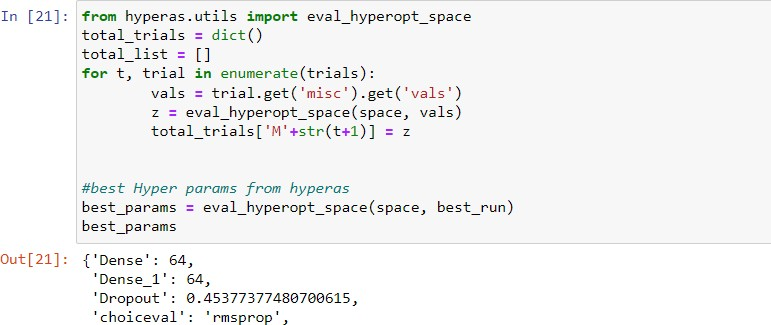 In [21]: from hyperas.utils import eval_hyperopt_space
total_trials = dict()
total_list = []
for t, trial in enumerate(trials):
        vals = trial.get('misc').get('vals')
        z = eval_hyperopt_space(space, vals)
        total_trials['M'+str(t+1)] = z
#best Hyper params from hyperas
best_params = eval_hyperopt_space(space, best_run)
best_params
Out[21]: {'Dense': 64,
 'Dense_1': 64,
 'Dropout': 0.45377377480700615,
 'choiceval': 'rmsprop',